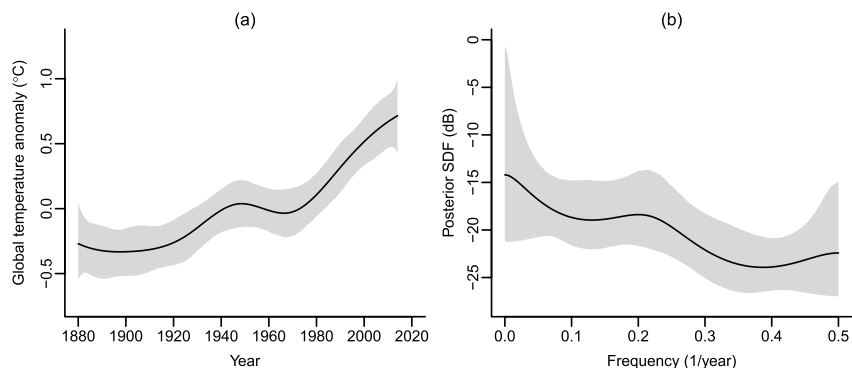 (a)
Global temperature anomaly (°C)
1.0
0.5
0.0
−0.5
1880 1900 1920 1940 1960 1980 2000 2020
Year
(b)
Posterior SDF (dB)
0
−5
−10
−15
−20
−25
0.0 0.1 0.2 0.3 0.4 0.5
Frequency (1/year)